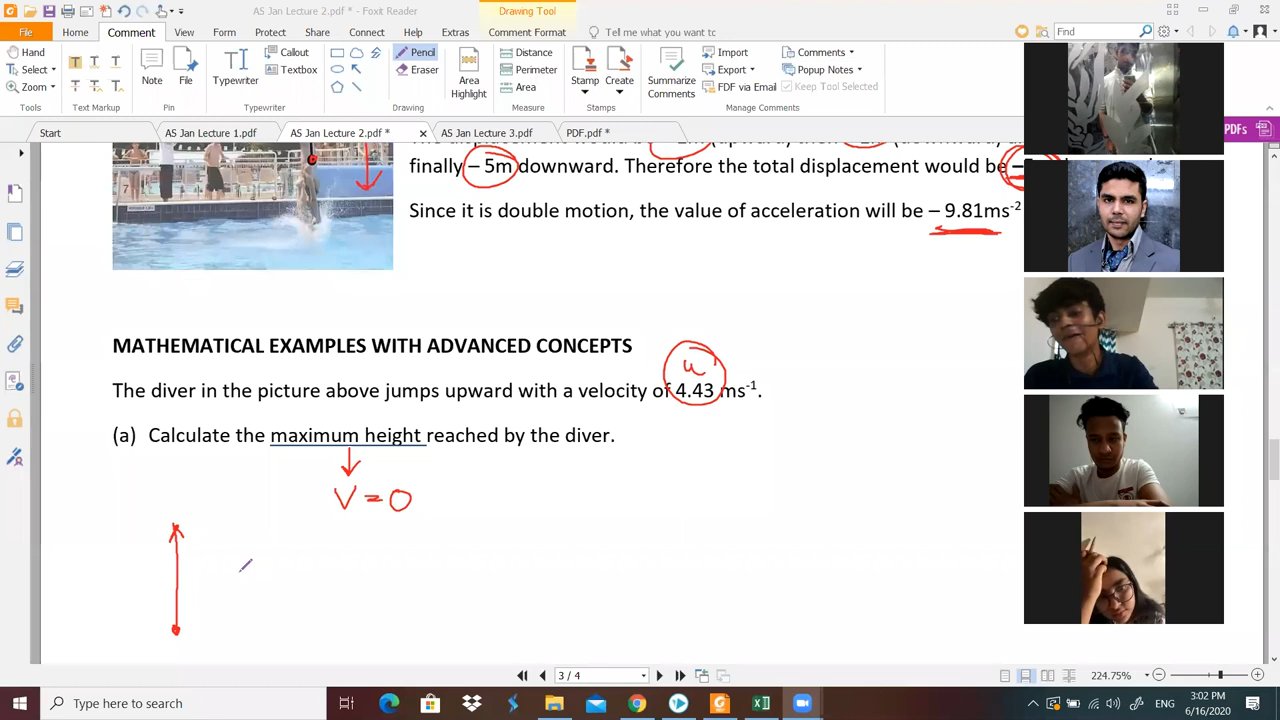 AS Jan Lecture 2.pdf * - Foxit Reader
Drawing Tool
File Home Comment View Form Protect Share Connect Help Extras Comment Format Tell me what you want tc Find
Hand
Select
Zoom
Tools
Text Markup
Note
File
Pin
Typewriter
Callout
Textbox
Typewriter
Pencil
Eraser
Drawing
Area Highlight
Distance
Perimeter
Area
Measure
Stamp
Create
Stamps
Summarize Comments
Import
Export
FDF via Email
Comments
Popup Notes
Keep Tool Selected
Manage Comments
Start AS Jan Lecture 1.pdf AS Jan Lecture 2.pdf * AS Jan Lecture 3.pdf PDF.pdf * PDFs
finally – 5m downward. Therefore the total displacement would be –
Since it is double motion, the value of acceleration will be – 9.81ms-2
MATHEMATICAL EXAMPLES WITH ADVANCED CONCEPTS
u
The diver in the picture above jumps upward with a velocity of 4.43 ms-1.
(a) Calculate the maximum height reached by the diver.
V = 0
3 / 4 224.75%
Type here to search
ENG
3:02 PM
6/16/2020